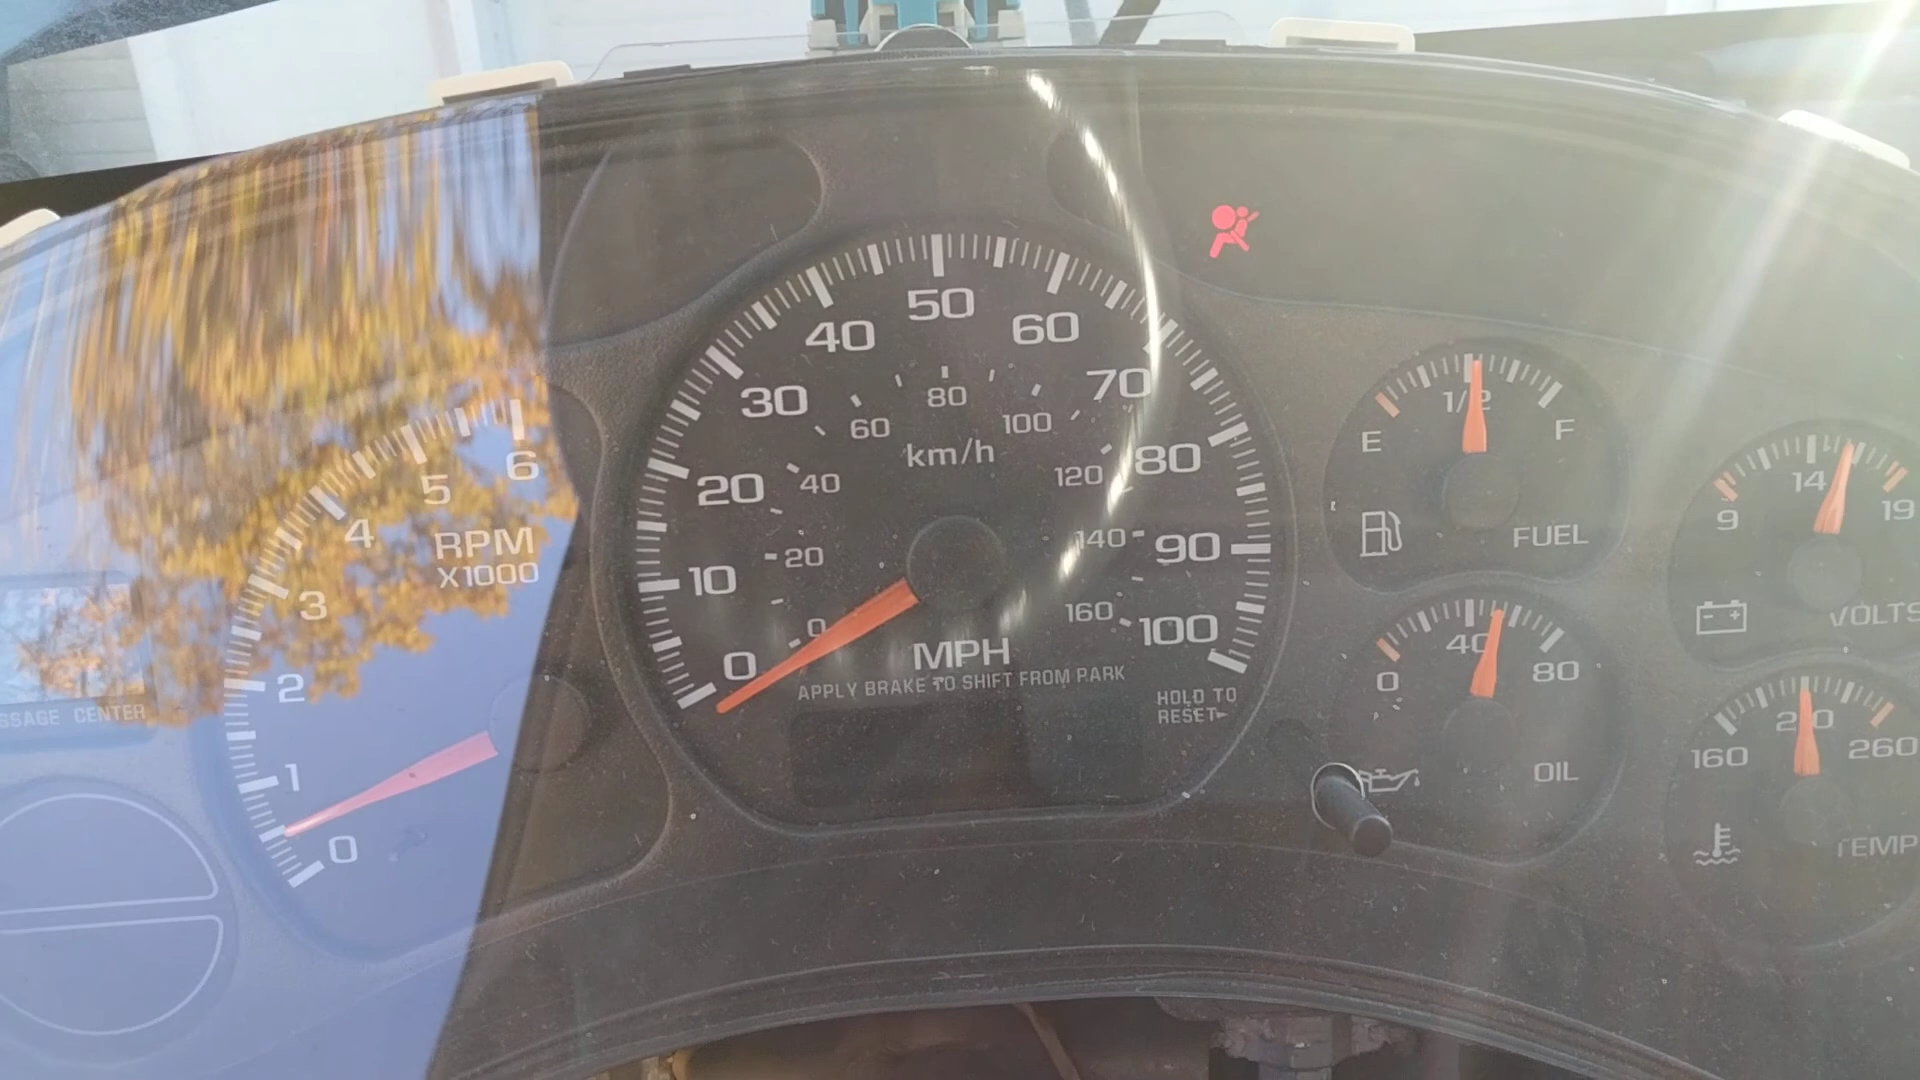 6
5
4
3
2
1
0
RPM
X1000
SSAGE CENTER
0
10
20
30
40
50
60
70
80
90
100
0
20
40
60
80
100
120
140
160
km/h
MPH
APPLY BRAKE TO SHIFT FROM PARK
HOLD TO
RESET
E
1/2
F
FUEL
9
14
19
VOLTS
0
40
80
OIL
160
210
260
TEMP